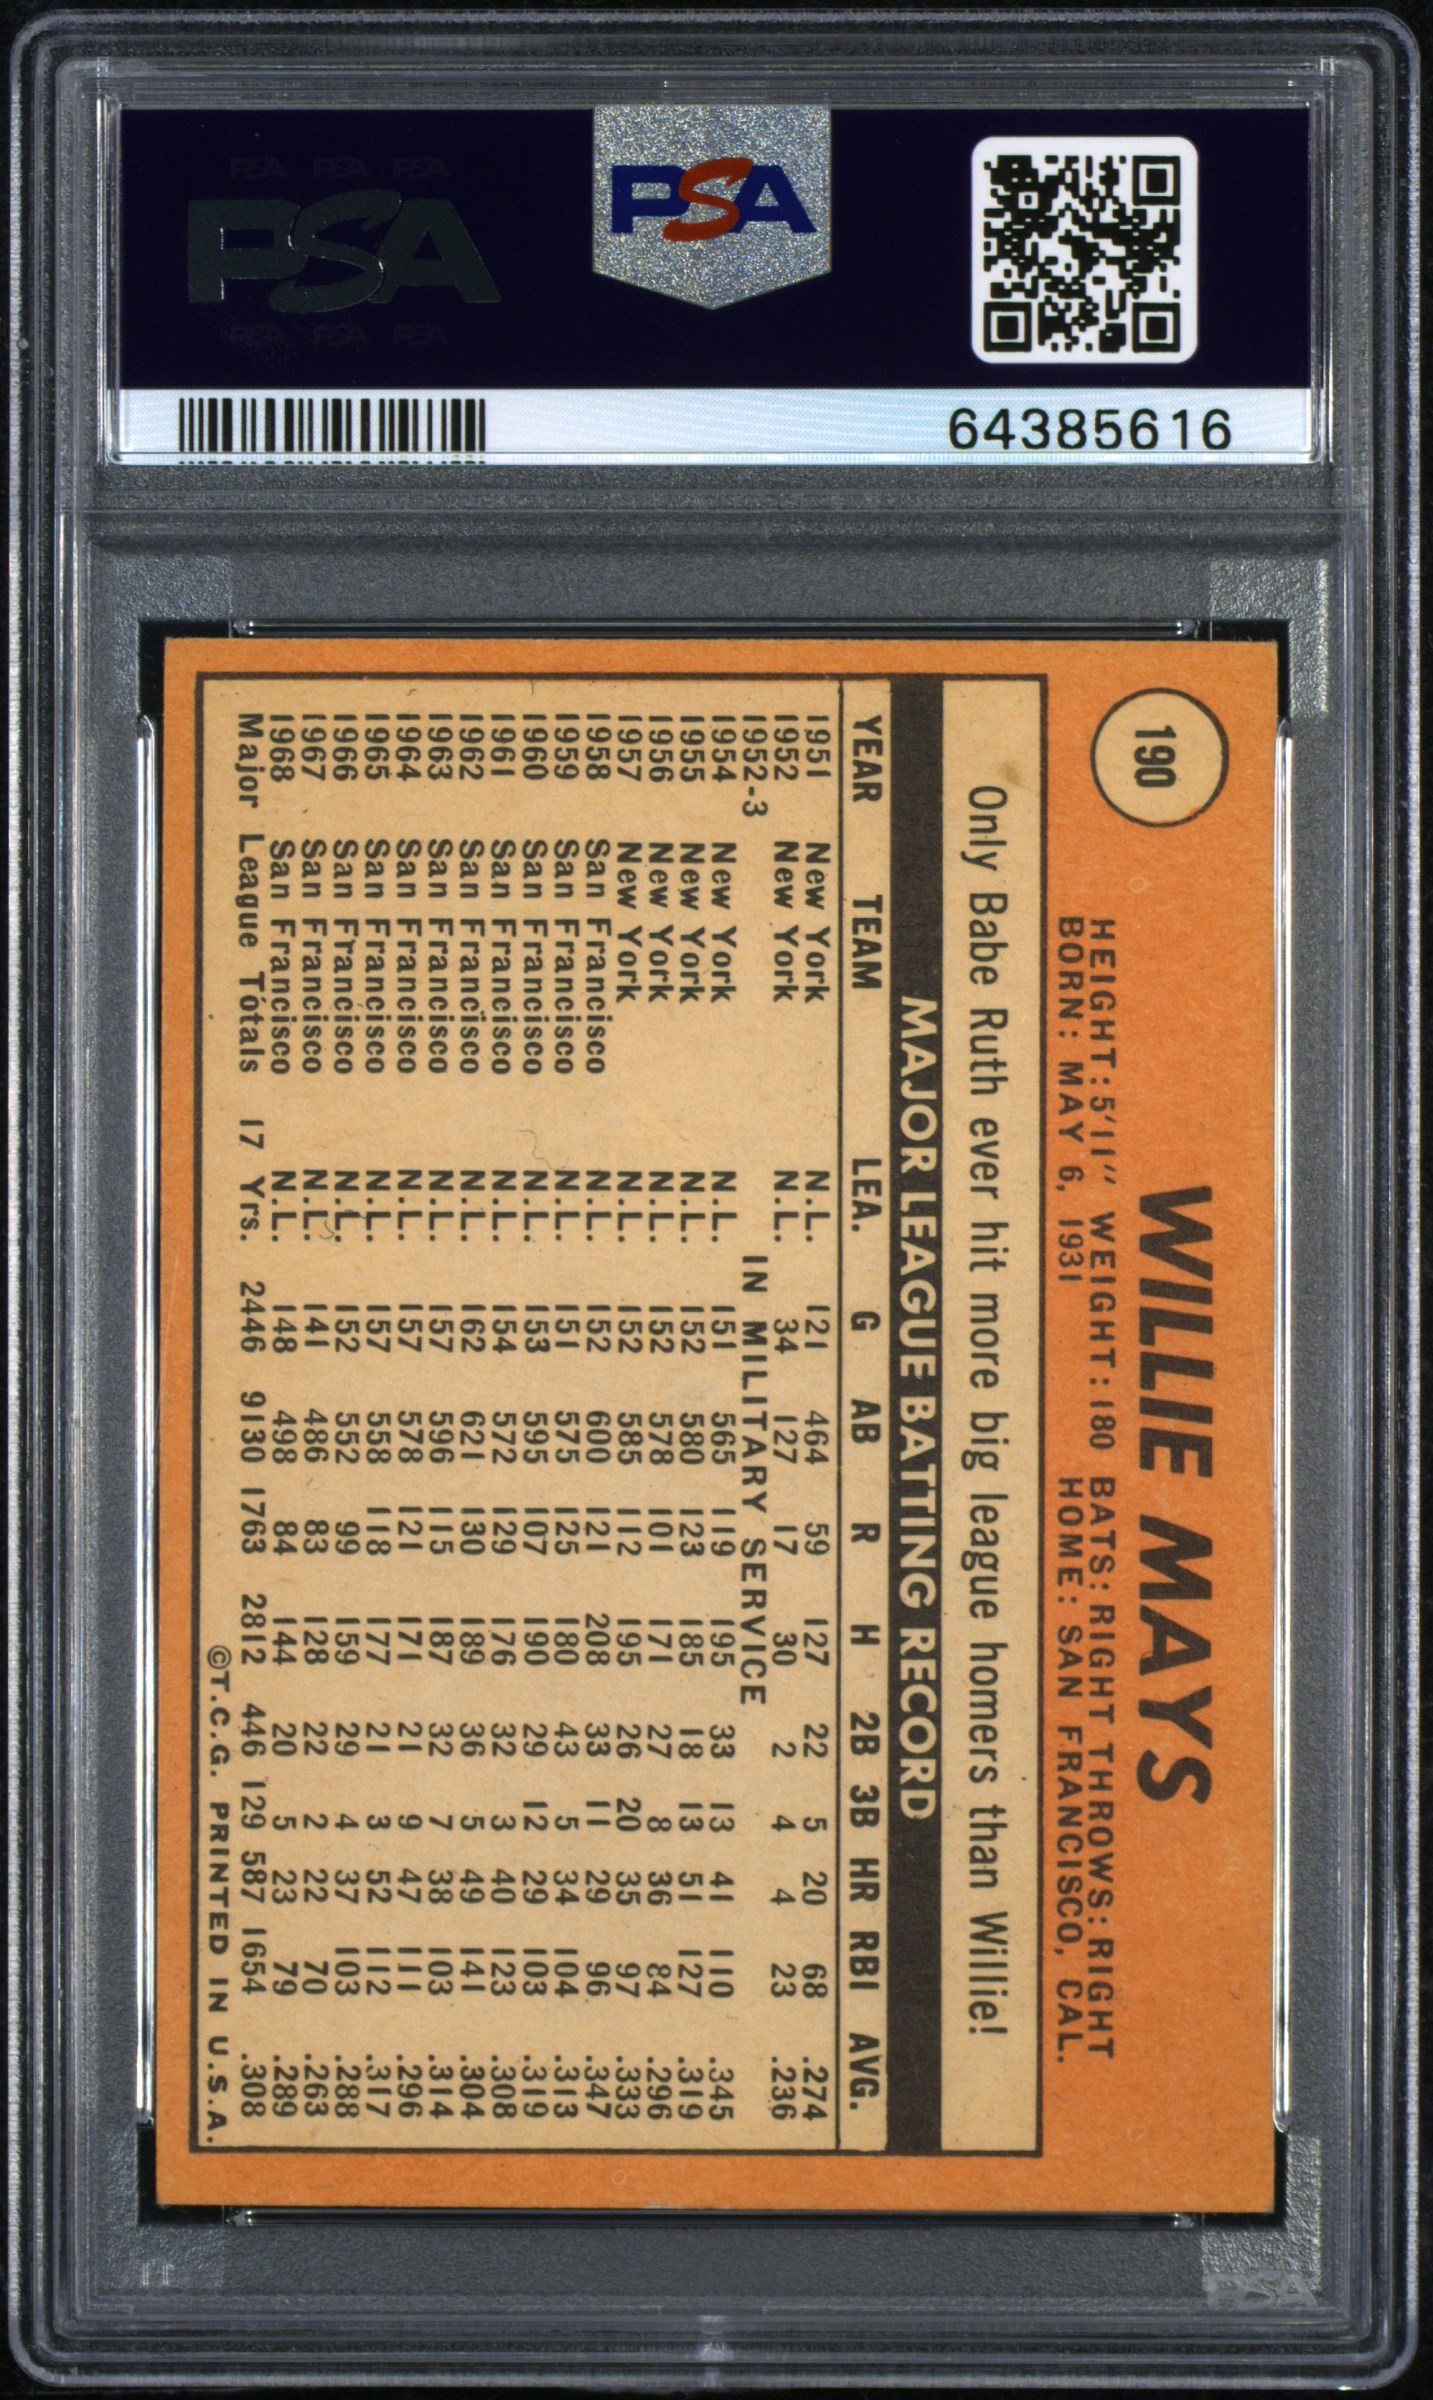 PSA PSA PSA
PSA
PSA PSA PSA
PSA
64385616
190
WILLIE MAYS
HEIGHT: 5'11" WEIGHT: 180 BATS: RIGHT THROWS: RIGHT
BORN: MAY 6, 1931 HOME: SAN FRANCISCO, CAL.
Only Babe Ruth ever hit more big league homers than Willie!
MAJOR LEAGUE BATTING RECORD
YEAR TEAM LEA. G AB R H 2B 3B HR RBI AVG.
1951 New York N.L. 121 464 59 127 22 5 20 68 .274
1952 New York N.L. 34 127 17 30 2 4 4 23 .236
1952-3 IN MILITARY SERVICE
1954 New York N.L. 151 565 119 195 33 13 41 110 .345
1955 New York N.L. 152 580 123 185 18 13 51 127 .319
1956 New York N.L. 152 578 101 171 27 8 36 84 .296
1957 New York N.L. 152 585 112 195 26 20 35 97 .333
1958 San Francisco N.L. 152 600 121 208 33 11 29 96 .347
1959 San Francisco N.L. 151 575 125 180 43 5 34 104 .313
1960 San Francisco N.L. 153 595 107 190 29 12 29 103 .319
1961 San Francisco N.L. 154 572 129 176 32 3 40 123 .308
1962 San Francisco N.L. 162 621 130 189 36 5 49 141 .304
1963 San Francisco N.L. 157 596 115 187 32 7 38 103 .314
1964 San Francisco N.L. 157 578 121 171 21 9 47 111 .296
1965 San Francisco N.L. 157 558 118 177 21 3 52 112 .317
1966 San Francisco N.L. 152 552 99 159 29 4 37 103 .288
1967 San Francisco N.L. 141 486 83 128 22 2 22 70 .263
1968 San Francisco N.L. 148 498 84 144 20 5 23 79 .289
Major League Totals 17 Yrs. 2446 9130 1763 2812 446 129 587 1654 .308
©T.C.G. PRINTED IN U.S.A.
PSA